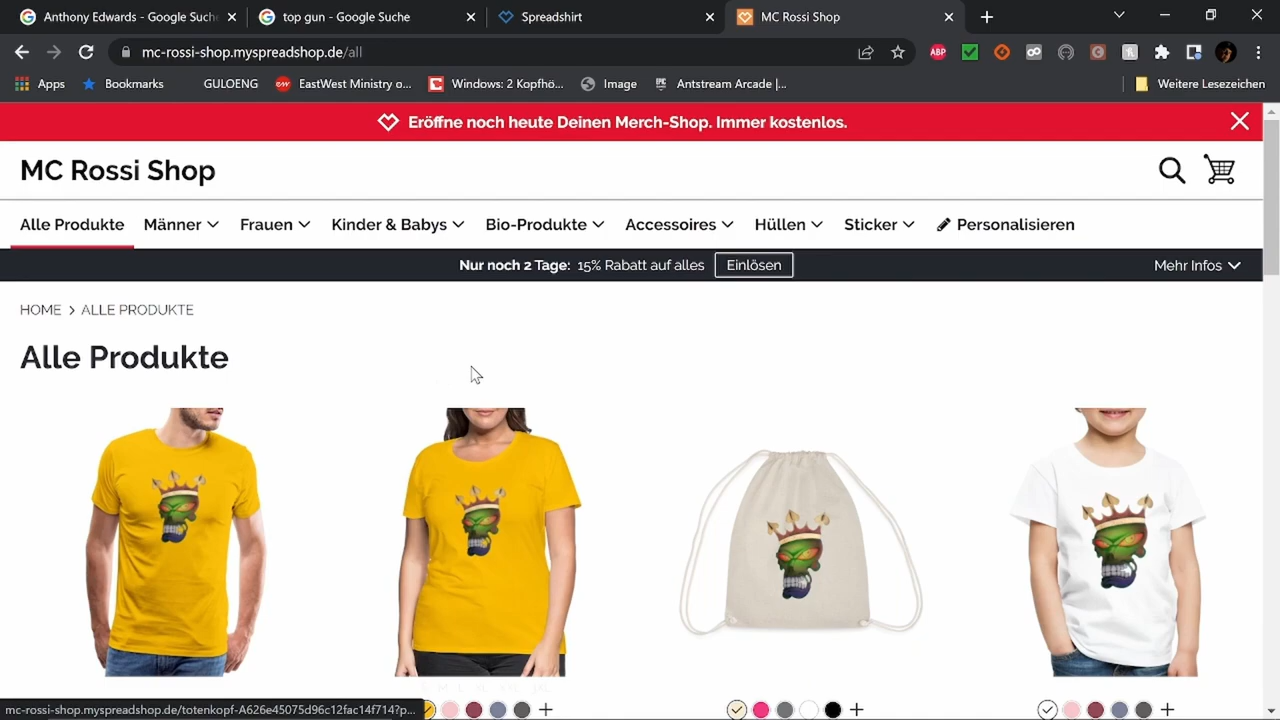 Anthony Edwards - Google Suche
top gun - Google Suche
Spreadshirt
MC Rossi Shop
mc-rossi-shop.myspreadshop.de/all
ABP
Apps
Bookmarks
GULOENG
EastWest Ministry o...
Windows: 2 Kopfhö...
Image
Antstream Arcade |...
Weitere Lesezeichen
Eröffne noch heute Deinen Merch-Shop. Immer kostenlos.
MC Rossi Shop
Alle Produkte
Männer
Frauen
Kinder & Babys
Bio-Produkte
Accessoires
Hüllen
Sticker
Personalisieren
Nur noch 2 Tage: 15% Rabatt auf alles
Einlösen
Mehr Infos
HOME > ALLE PRODUKTE
Alle Produkte
mc-rossi-shop.myspreadshop.de/totenkopf-A626e45075d96c12fac14f714?p...